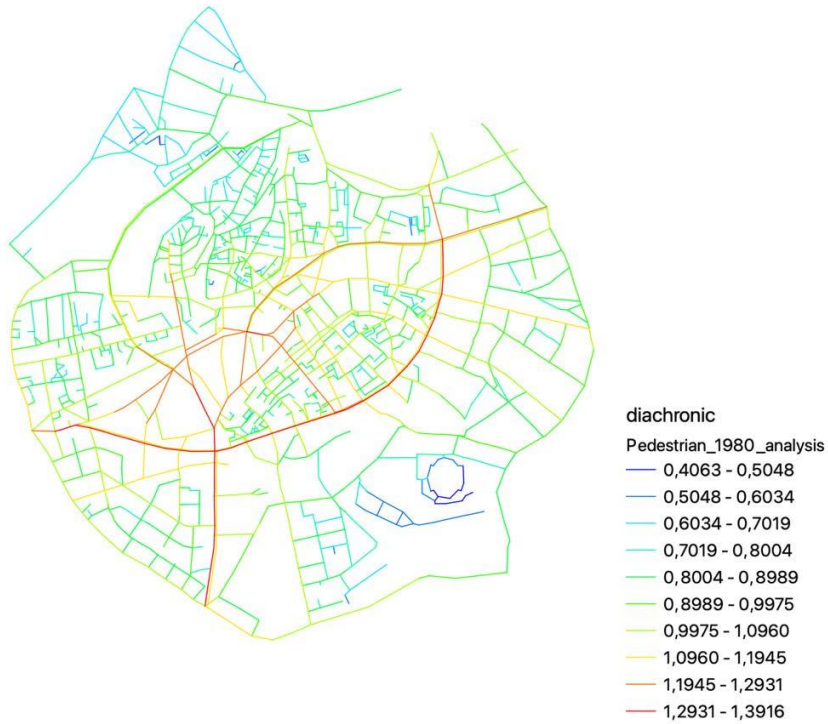 diachronic
Pedestrian_1980_analysis
0,4063 - 0,5048
0,5048 - 0,6034
0,6034 - 0,7019
0,7019 - 0,8004
0,8004 - 0,8989
0,8989 - 0,9975
0,9975 - 1,0960
1,0960 - 1,1945
1,1945 - 1,2931
1,2931 - 1,3916